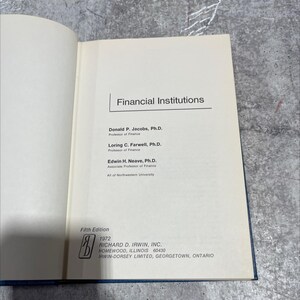 Financial Institutions
Donald P. Jacobs, Ph.D.
Professor of Finance
Loring C. Farwell, Ph.D.
Professor of Finance
Edwin H. Neave, Ph.D.
Associate Professor of Finance
All of Northwestern University
Fifth Edition
1972
RICHARD D. IRWIN, INC.
HOMEWOOD, ILLINOIS 60430
IRWIN-DORSEY LIMITED, GEORGETOWN, ONTARIO